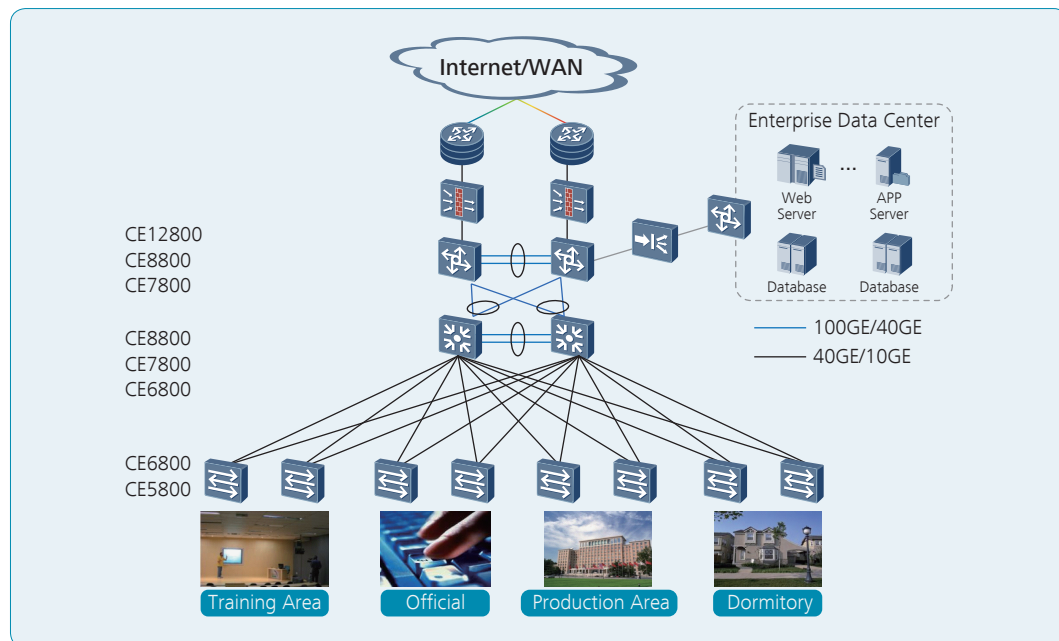 Internet/WAN
Enterprise Data Center
...
Web
Server
APP
Server
Database
Database
CE12800
CE8800
CE7800
100GE/40GE
40GE/10GE
CE8800
CE7800
CE6800
CE6800
CE5800
Training Area
Official
Production Area
Dormitory